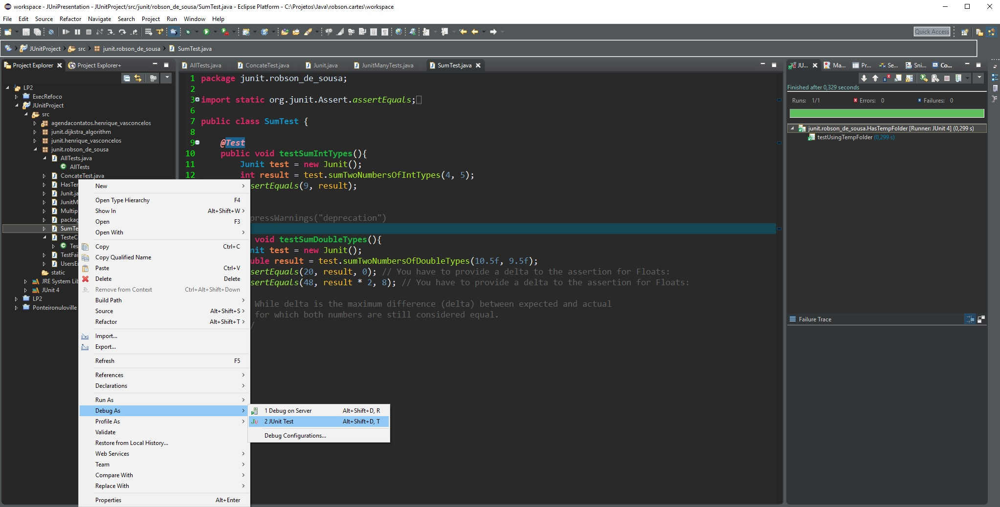 workspace - JUniPresentation - JUnitProject/src/junit/robson_de_sousa/SumTest.java - Eclipse Platform - C:\Projetos\Java\robson.cartes\workspace
File Edit Source Refactor Navigate Search Project Run Window Help
Quick Access
JUnitProject src junit.robson_de_sousa SumTest.java
Project Explorer
Project Explorer+
LP2
ExecRefoco
JUnitProject
src
agendacontatos.henrique_vasconcelos
junit.dijkstra_algorithm
junit.henrique_vasconcelos
junit.robson_de_sousa
AllTests.java
AllTests
ConcateTest.java
HasTer
Junit.ja
JunitM
Multip
packag
SumTe
TesteC
Tes
TestFai
UsersE
static
JRE System Lib
JUnit 4
LP2
Ponteironuloville
New
Open Type Hierarchy F4
Show In Alt+Shift+W
Open F3
Open With
Copy Ctrl+C
Copy Qualified Name
Paste Ctrl+V
Delete Delete
Remove from Context Ctrl+Alt+Shift+Down
Build Path
Source Alt+Shift+S
Refactor Alt+Shift+T
Import...
Export...
Refresh F5
References
Declarations
Run As
Debug As
Profile As
Validate
Restore from Local History...
Web Services
Team
Compare With
Replace With
Properties Alt+Enter
1 Debug on Server Alt+Shift+D, R
2 JUnit Test Alt+Shift+D, T
Debug Configurations...
AllTests.java ConcateTest.java Junit.java JunitManyTests.java SumTest.java
1 package junit.robson_de_sousa;
2
3 import static org.junit.Assert.assertEquals;
6
7 public class SumTest {
8
9 @Test
10 public void testSumIntTypes(){
11 Junit test = new Junit();
12 int result = test.sumTwoNumbersOfIntTypes(4, 5);
sertEquals(9, result);
pressWarnings("deprecation")
void testSumDoubleTypes(){
nit test = new Junit();
uble result = test.sumTwoNumbersOfDoubleTypes(10.5f, 9.5f);
sertEquals(20, result, 0); // You have to provide a delta to the assertion for Floats:
sertEquals(48, result * 2, 8); // You have to provide a delta to the assertion for Floats:
While delta is the maximum difference (delta) between expected and actual
for which both numbers are still considered equal.
/
JU... Ma... Pr... Se... Sni... Co...
Finished after 0,329 seconds
Runs: 1/1 Errors: 0 Failures: 0
junit.robson_de_sousa.HasTempFolder [Runner: JUnit 4] (0,299 s)
testUsingTempFolder (0,299 s)
Failure Trace